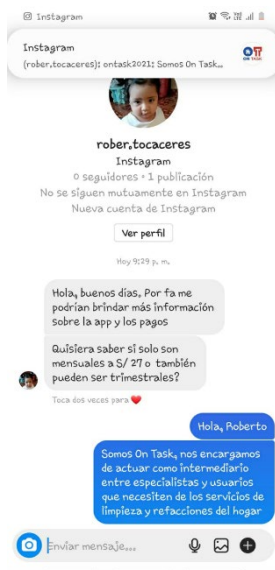 Instagram
Instagram
(rober.tocaceres): ontask2021: Somos On Task...
ON TASK
rober.tocaceres
Instagram
0 seguidores • 1 publicación
No se siguen mutuamente en Instagram
Nueva cuenta de Instagram
Ver perfil
Hoy 9:29 p. m.
Hola, buenos días. Por fa me
podrian brindar más información
sobre la app y los pagos
Quisiera saber si solo son
mensuales a S/ 27 o también
pueden ser trimestrales?
Toca dos veces para ❤️
Hola, Roberto
Somos On Task, nos encargamos
de actuar como intermediario
entre especialistas y usuarios
que necesiten de los servicios de
limpieza y refacciones del hogar
Enviar mensaje...